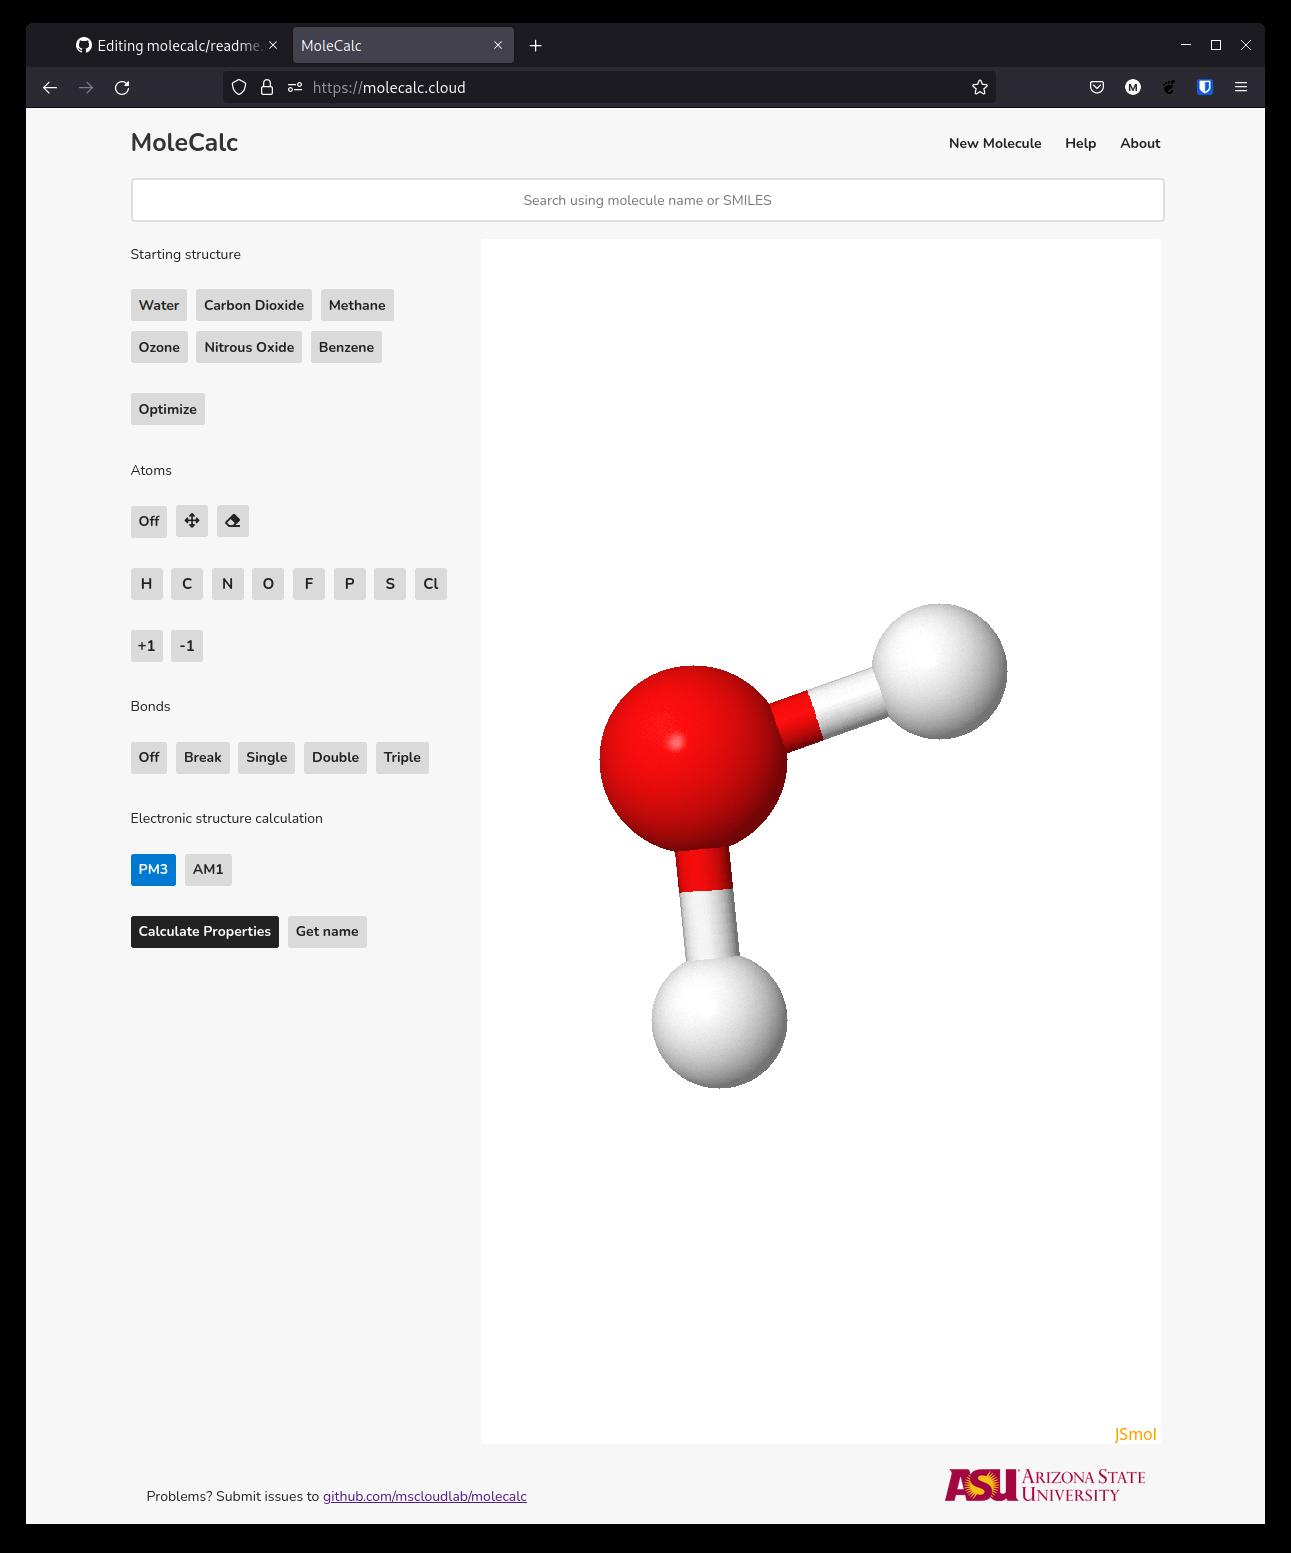 Editing molecalc/readme.
MoleCalc
M
https://molecalc.cloud
MoleCalc
New Molecule Help About
Search using molecule name or SMILES
Starting structure
Water Carbon Dioxide Methane
Ozone Nitrous Oxide Benzene
Optimize
Atoms
Off
H C N O F P S Cl
+1 -1
Bonds
Off Break Single Double Triple
Electronic structure calculation
PM3 AM1
Calculate Properties Get name
JSmol
Problems? Submit issues to github.com/mscloudlab/molecalc
ASU ARIZONA STATE
UNIVERSITY